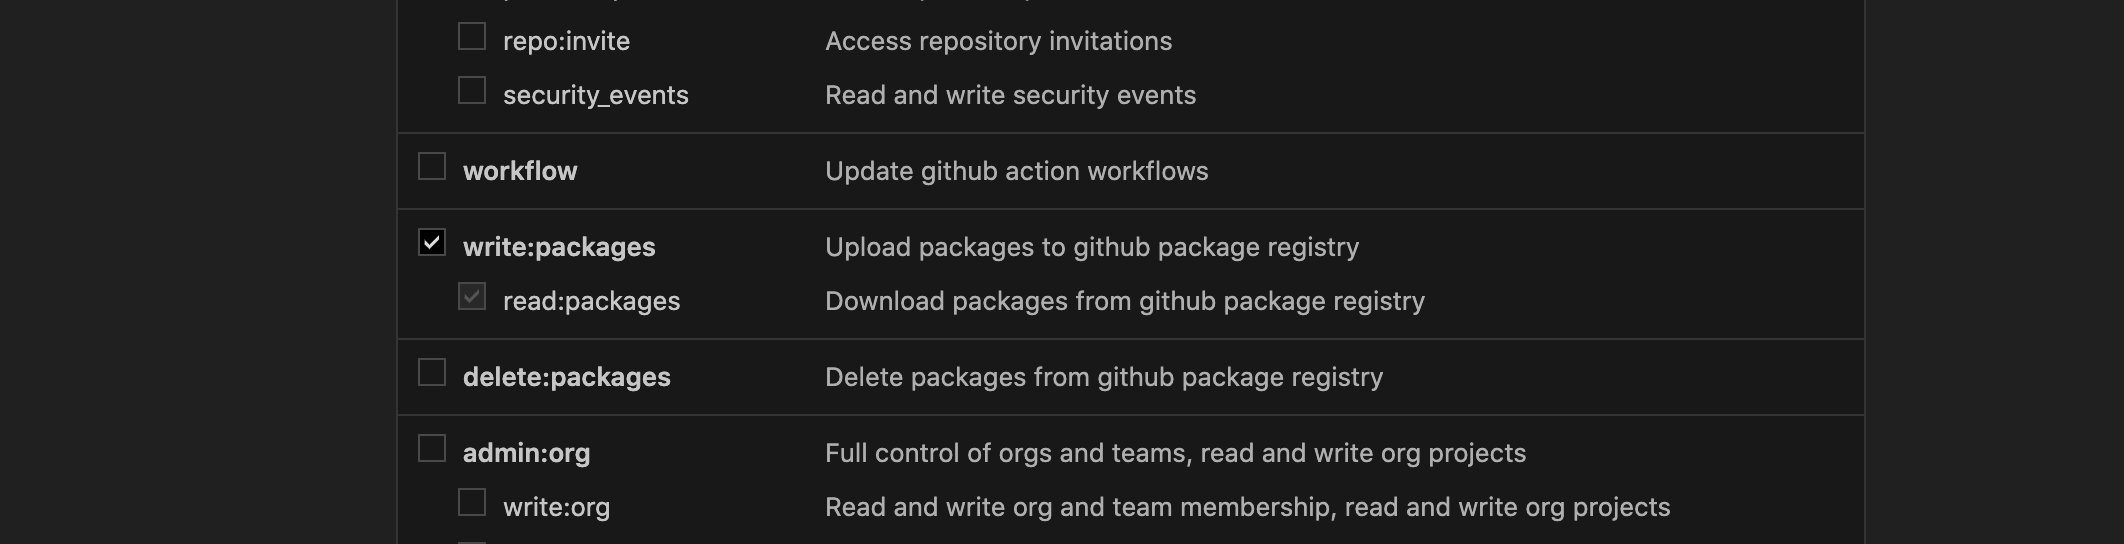 repo:invite Access repository invitations
security_events Read and write security events
workflow Update github action workflows
write:packages Upload packages to github package registry
read:packages Download packages from github package registry
delete:packages Delete packages from github package registry
admin:org Full control of orgs and teams, read and write org projects
write:org Read and write org and team membership, read and write org projects